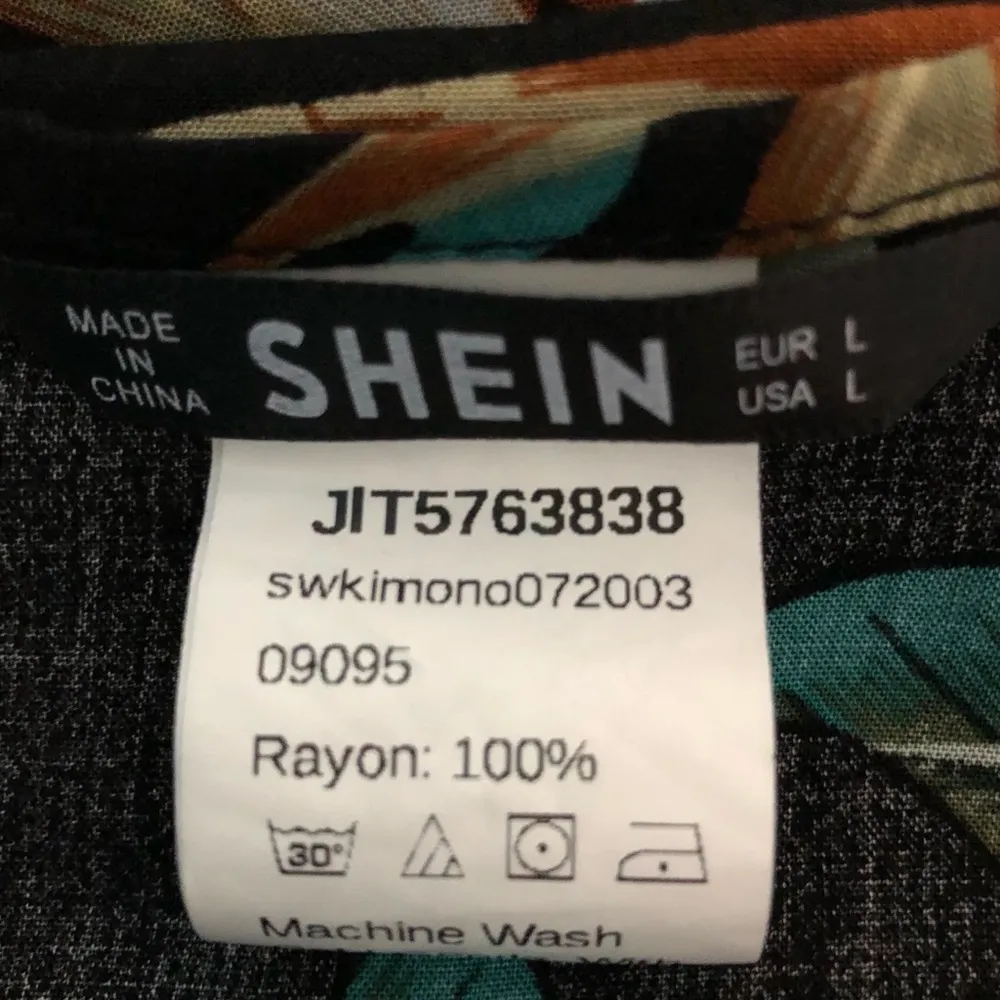 MADE
IN
CHINA
SHEIN
EUR L
USA L
JIT5763838
swkimono072003
09095
Rayon: 100%
30°
Machine Wash